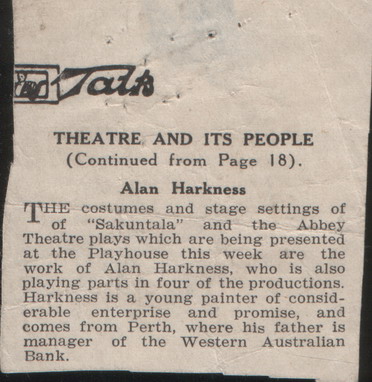 Talk
THEATRE AND ITS PEOPLE
(Continued from Page 18).
Alan Harkness
THE costumes and stage settings of
of "Sakuntala" and the Abbey
Theatre plays which are being presented
at the Playhouse this week are the
work of Alan Harkness, who is also
playing parts in four of the productions.
Harkness is a young painter of consid-
erable enterprise and promise, and
comes from Perth, where his father is
manager of the Western Australian
Bank.